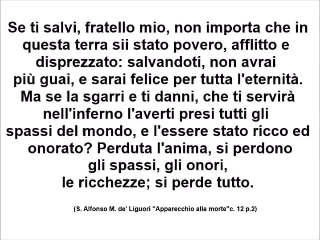 Se ti salvi, fratello mio, non importa che in
questa terra sii stato povero, afflitto e
disprezzato: salvandoti, non avrai
più guai, e sarai felice per tutta l'eternità.
Ma se la sgarri e ti danni, che ti servirà
nell'inferno l'averti presi tutti gli
spassi del mondo, e l'essere stato ricco ed
onorato? Perduta l'anima, si perdono
gli spassi, gli onori,
le ricchezze; si perde tutto.
(S. Alfonso M. de' Liguori "Apparecchio alla morte"c. 12 p.2)